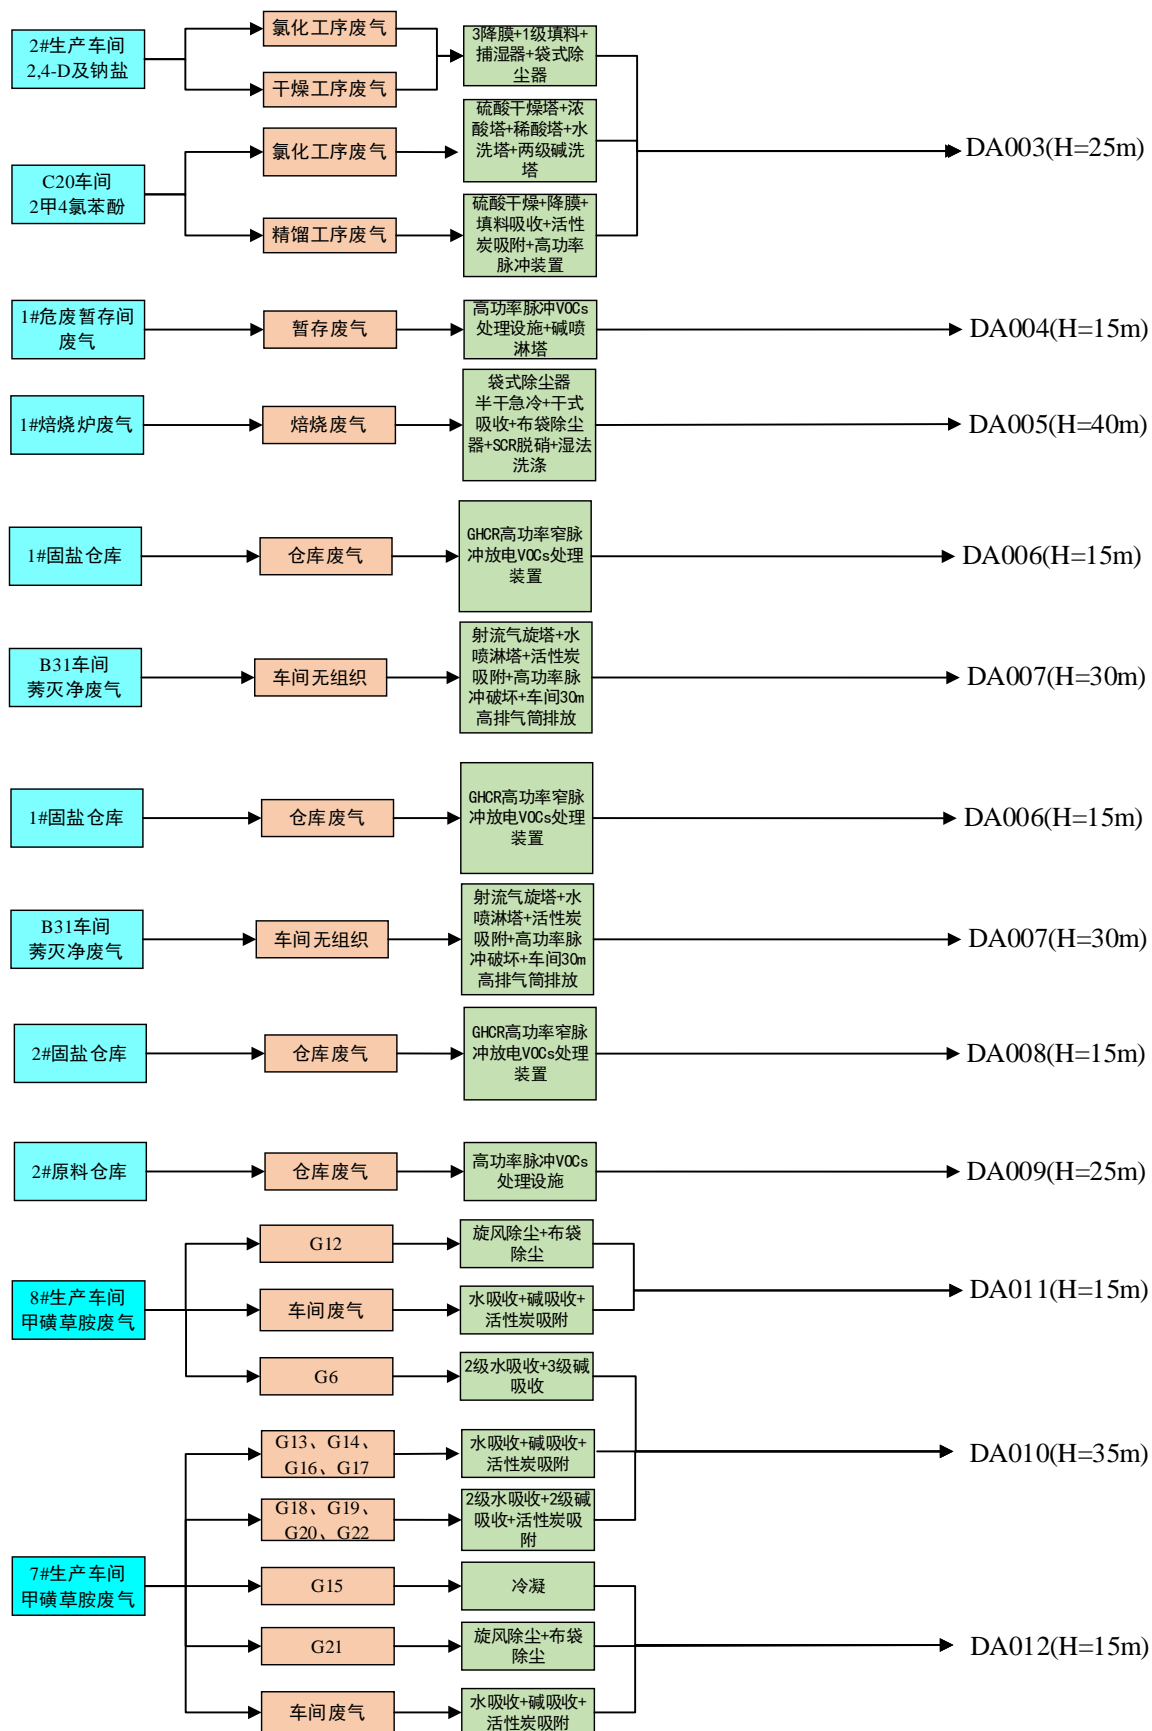 2#生产车间
2,4-D及钠盐
氯化工序废气
干燥工序废气
3降膜+1级填料+
捕湿器+袋式除
尘器
C20车间
2甲4氯苯酚
氯化工序废气
硫酸干燥塔+浓
酸塔+稀酸塔+水
洗塔+两级碱洗
塔
精馏工序废气
硫酸干燥+降膜+
填料吸收+活性
炭吸附+高功率
脉冲装置
DA003(H=25m)
1#危废暂存间
废气
暂存废气
高功率脉冲VOCs
处理设施+碱喷
淋塔
DA004(H=15m)
1#焙烧炉废气
焙烧废气
袋式除尘器
半干急冷+干式
吸收+布袋除尘
器+SCR脱硝+湿法
洗涤
DA005(H=40m)
1#固盐仓库
仓库废气
GHCR高功率窄脉
冲放电VOCs处理
装置
DA006(H=15m)
B31车间
莠灭净废气
车间无组织
射流气旋塔+水
喷淋塔+活性炭
吸附+高功率脉
冲破坏+车间30m
高排气筒排放
DA007(H=30m)
1#固盐仓库
仓库废气
GHCR高功率窄脉
冲放电VOCs处理
装置
DA006(H=15m)
B31车间
莠灭净废气
车间无组织
射流气旋塔+水
喷淋塔+活性炭
吸附+高功率脉
冲破坏+车间30m
高排气筒排放
DA007(H=30m)
2#固盐仓库
仓库废气
GHCR高功率窄脉
冲放电VOCs处理
装置
DA008(H=15m)
2#原料仓库
仓库废气
高功率脉冲VOCs
处理设施
DA009(H=25m)
8#生产车间
甲磺草胺废气
G12
旋风除尘+布袋
除尘
车间废气
水吸收+碱吸收+
活性炭吸附
DA011(H=15m)
G6
2级水吸收+3级碱
吸收
7#生产车间
甲磺草胺废气
G13、G14、
G16、G17
水吸收+碱吸收+
活性炭吸附
DA010(H=35m)
G18、G19、
G20、G22
2级水吸收+2级碱
吸收+活性炭吸
附
G15
冷凝
G21
旋风除尘+布袋
除尘
DA012(H=15m)
车间废气
水吸收+碱吸收+
活性炭吸附